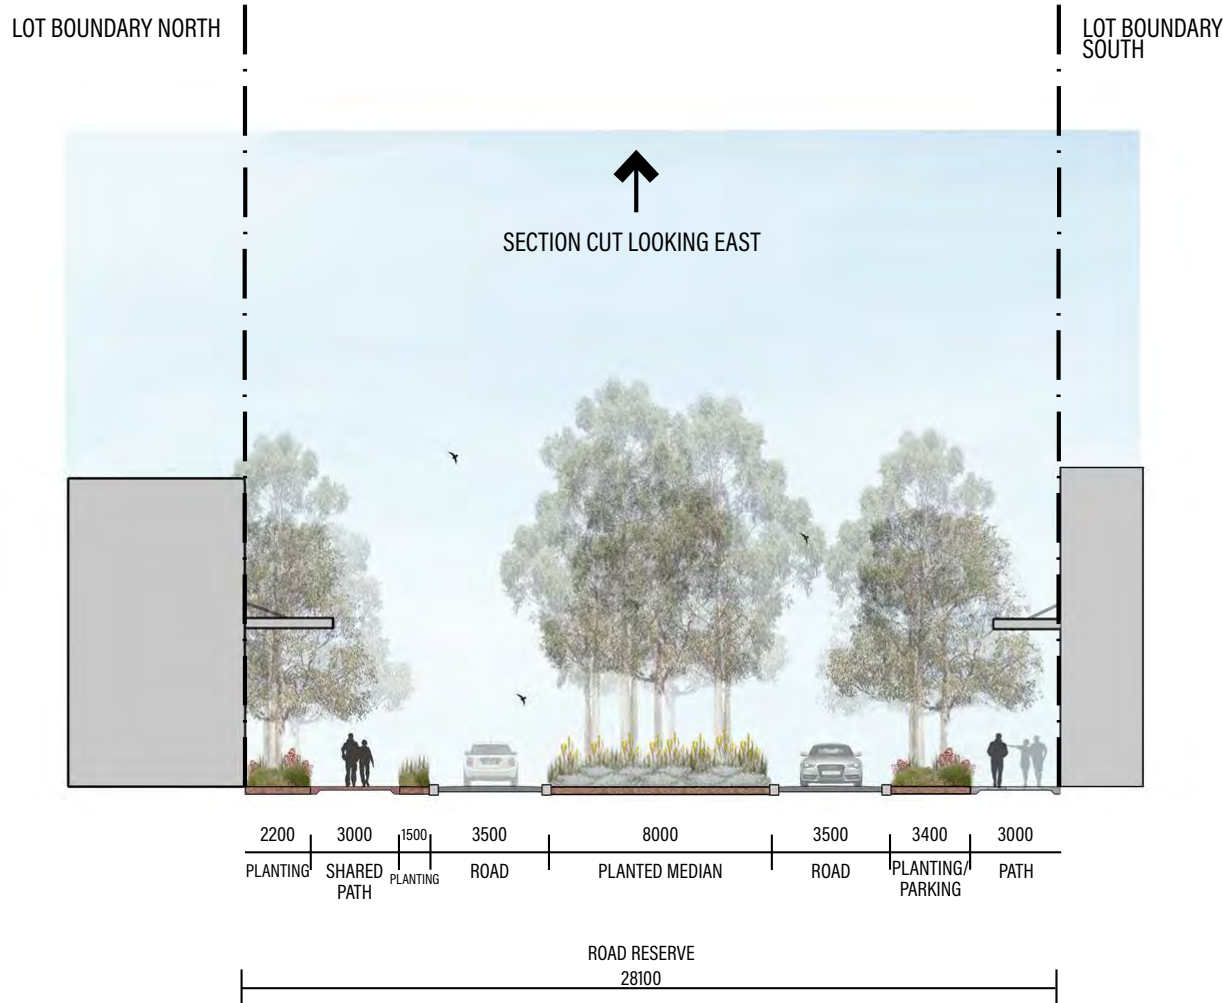 LOT BOUNDARY NORTH
LOT BOUNDARY
SOUTH
SECTION CUT LOOKING EAST
2200
3000
1500
3500
8000
3500
3400
3000
PLANTING
SHARED
PATH
PLANTING
ROAD
PLANTED MEDIAN
ROAD
PLANTING/
PARKING
PATH
ROAD RESERVE
28100